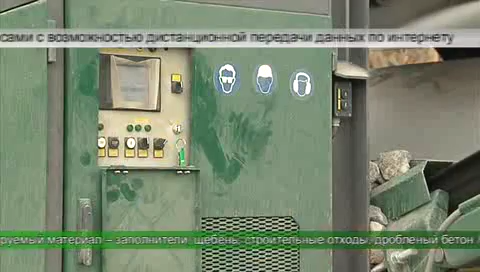 сами с возможностью дистанционной передачи данных по интернету
руемый материал – заполнители, щебень, строительные отходы, дробленый бетон /